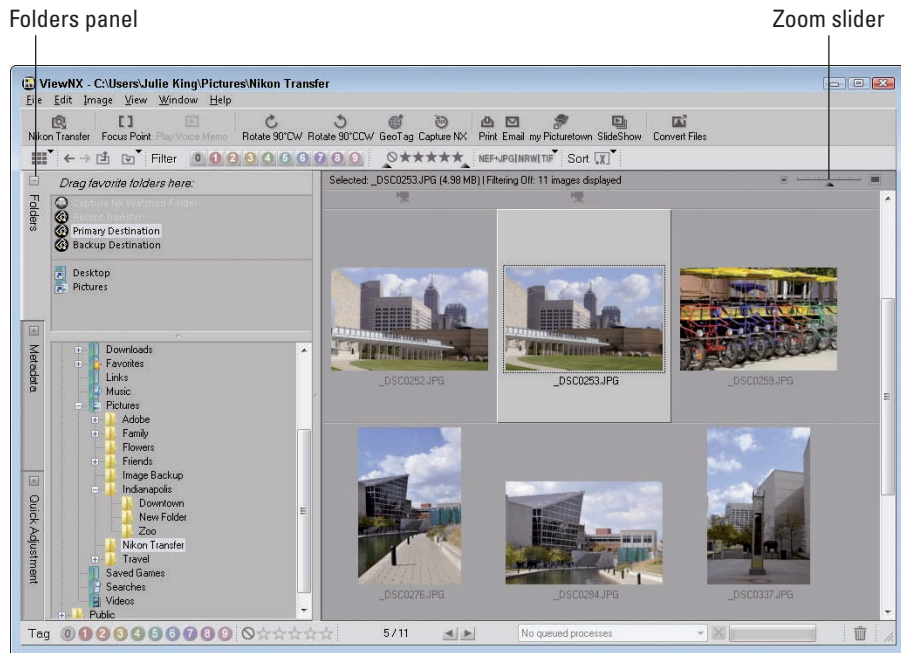 Folders panel
Zoom slider
ViewNX - C:\Users\Julie King\Pictures\Nikon Transfer
File Edit Image View Window Help
Nikon Transfer Focus Point Play Voice Memo Rotate 90°CW Rotate 90°CCW GeoTag Capture NX Print Email my Picturetown SlideShow Convert Files
Filter 0 1 2 3 4 5 6 7 8 9 NEF+JPG NRW TIF Sort
Selected: _DSC0253.JPG (4.98 MB) | Filtering Off: 11 images displayed
Folders
Drag favorite folders here:
Capture NX Watched Folder
Recent Transfer
Primary Destination
Backup Destination
Desktop
Pictures
Metadata
Downloads
Favorites
Links
Music
Pictures
Adobe
Family
Flowers
Friends
Image Backup
Indianapolis
Downtown
New Folder
Zoo
Nikon Transfer
Travel
Saved Games
Searches
Videos
Public
Quick Adjustment
_DSC0252.JPG
_DSC0253.JPG
_DSC0259.JPG
_DSC0276.JPG
_DSC0284.JPG
_DSC0337.JPG
Tag 0 1 2 3 4 5 6 7 8 9 5/11 No queued processes